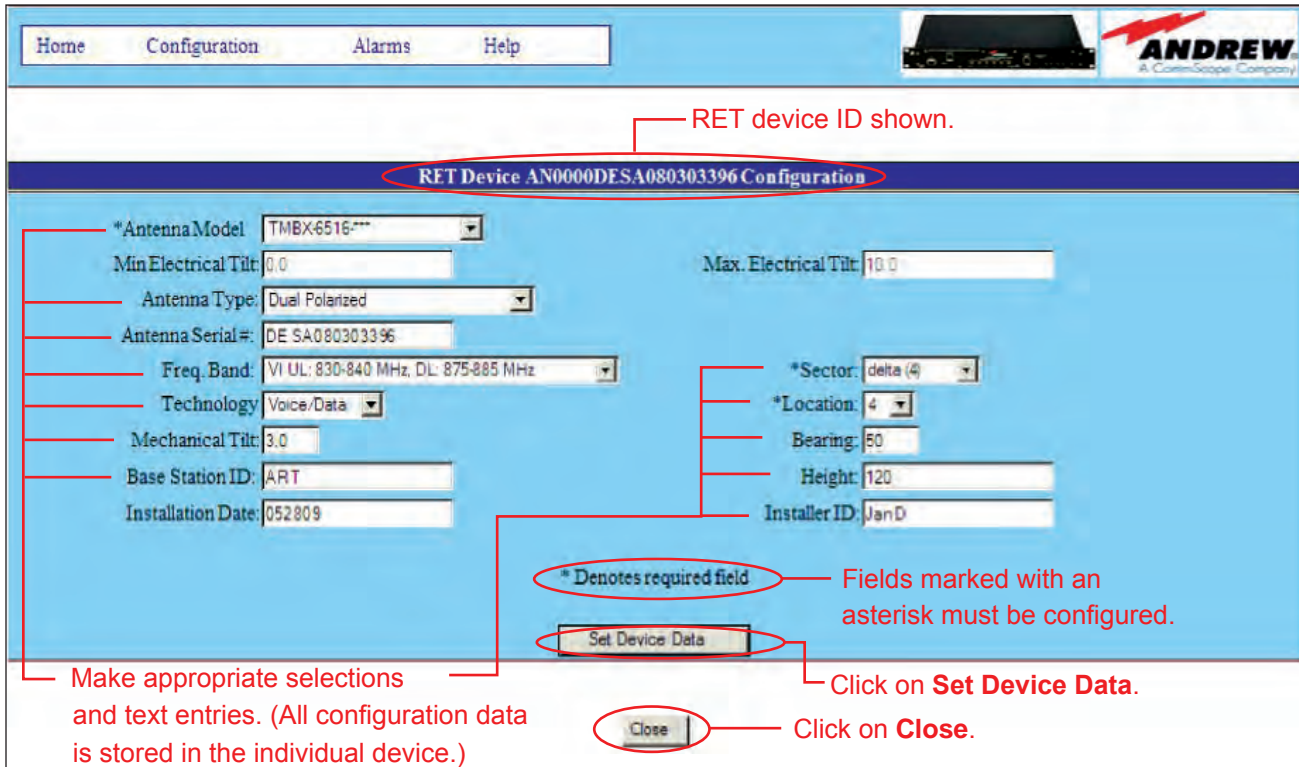 Home Configuration Alarms Help
ANDREW.
A CommScope Company
RET device ID shown.
RET Device AN0000DESA080303396 Configuration
*Antenna Model TMBX-6516-***
Min Electrical Tilt: 0.0 Max. Electrical Tilt: 10.0
Antenna Type: Dual Polarized
Antenna Serial #: DE SA080303396
Freq. Band: VI UL: 830-840 MHz, DL: 875-885 MHz *Sector: delta (4)
Technology Voice/Data *Location: 4
Mechanical Tilt: 3.0 Bearing: 50
Base Station ID: ART Height: 120
Installation Date: 052809 Installer ID: JanD
* Denotes required field
Fields marked with an
asterisk must be configured.
Set Device Data
Make appropriate selections
and text entries. (All configuration data
is stored in the individual device.)
Click on Set Device Data.
Close
Click on Close.